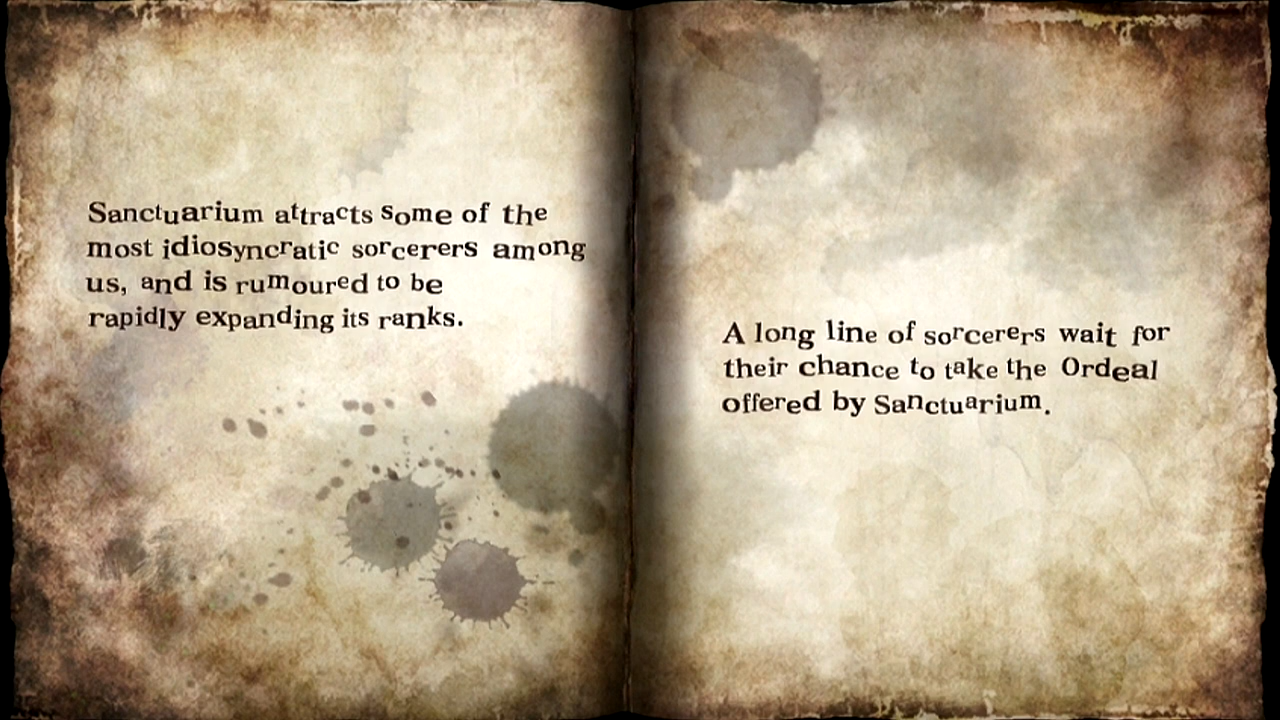 Sanctuarium attracts some of the
most idiosyncratic sorcerers among
us, and is rumoured to be
rapidly expanding its ranks.
A long line of sorcerers wait for
their chance to take the Ordeal
offered by Sanctuarium.